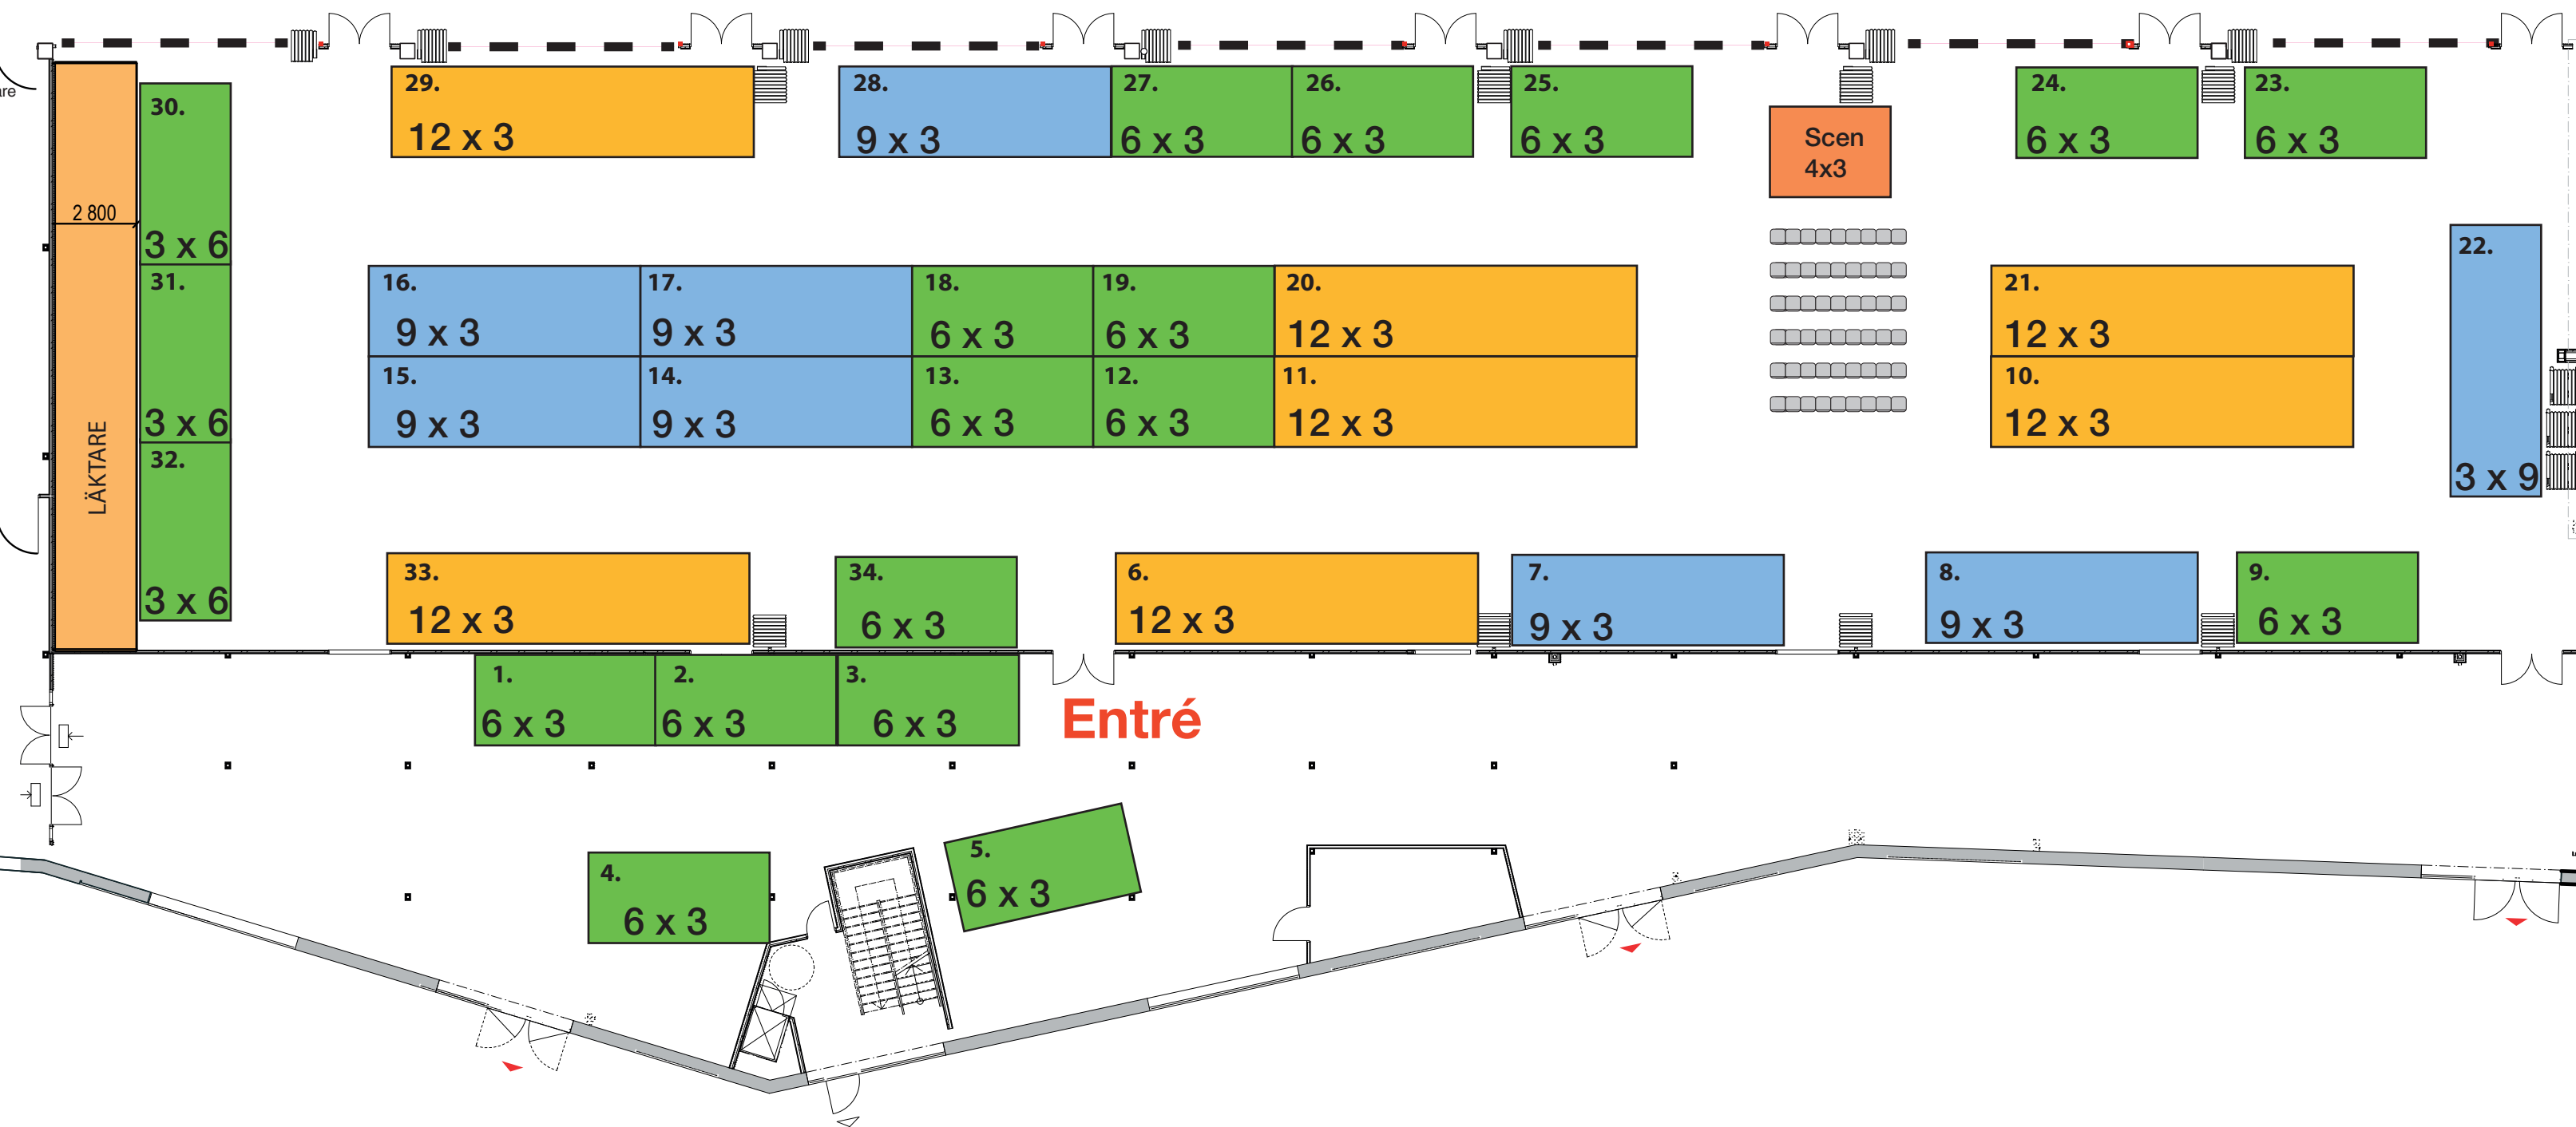 re
29.
12 x 3
28.
9 x 3
27.
6 x 3
26.
6 x 3
25.
6 x 3
Scen
4x3
24.
6 x 3
23.
6 x 3
30.
3 x 6
2 800
31.
3 x 6
32.
3 x 6
LÄKTARE
16.
9 x 3
17.
9 x 3
18.
6 x 3
19.
6 x 3
20.
12 x 3
21.
12 x 3
22.
3 x 9
15.
9 x 3
14.
9 x 3
13.
6 x 3
12.
6 x 3
11.
12 x 3
10.
12 x 3
33.
12 x 3
34.
6 x 3
6.
12 x 3
7.
9 x 3
8.
9 x 3
9.
6 x 3
1.
6 x 3
2.
6 x 3
3.
6 x 3
Entré
4.
6 x 3
5.
6 x 3